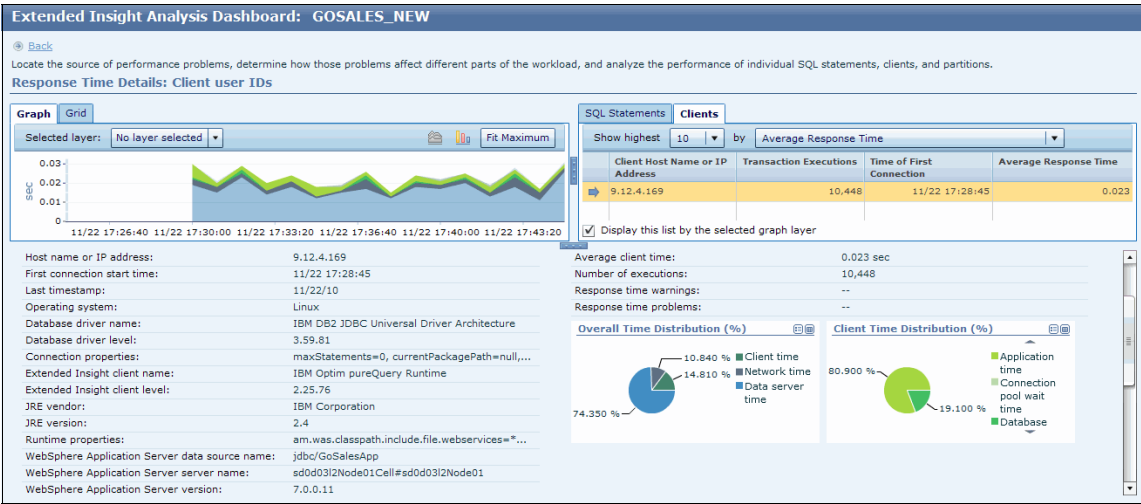 Extended Insight Analysis Dashboard: GOSALES_NEW
Back
Locate the source of performance problems, determine how those problems affect different parts of the workload, and analyze the performance of individual SQL statements, clients, and partitions.
Response Time Details: Client user IDs
Graph Grid
Selected layer: No layer selected Fit Maximum
0.03
0.02
0.01
0
sec
11/22 17:26:40 11/22 17:30:00 11/22 17:33:20 11/22 17:36:40 11/22 17:40:00 11/22 17:43:20
SQL Statements Clients
Show highest 10 by Average Response Time
Client Host Name or IP Address Transaction Executions Time of First Connection Average Response Time
9.12.4.169 10,448 11/22 17:28:45 0.023
Display this list by the selected graph layer
Host name or IP address: 9.12.4.169
First connection start time: 11/22 17:28:45
Last timestamp: 11/22/10
Operating system: Linux
Database driver name: IBM DB2 JDBC Universal Driver Architecture
Database driver level: 3.59.81
Connection properties: maxStatements=0, currentPackagePath=null,...
Extended Insight client name: IBM Optim pureQuery Runtime
Extended Insight client level: 2.25.76
JRE vendor: IBM Corporation
JRE version: 2.4
Runtime properties: am.was.classpath.include.file.webservices=*...
WebSphere Application Server data source name: jdbc/GoSalesApp
WebSphere Application Server server name: sd0d03l2Node01Cell#sd0d03l2Node01
WebSphere Application Server version: 7.0.0.11
Average client time: 0.023 sec
Number of executions: 10,448
Response time warnings: --
Response time problems: --
Overall Time Distribution (%)
10.840 %
14.810 %
74.350 %
Client time
Network time
Data server
time
Client Time Distribution (%)
80.900 %
19.100 %
Application
time
Connection
pool wait
time
Database